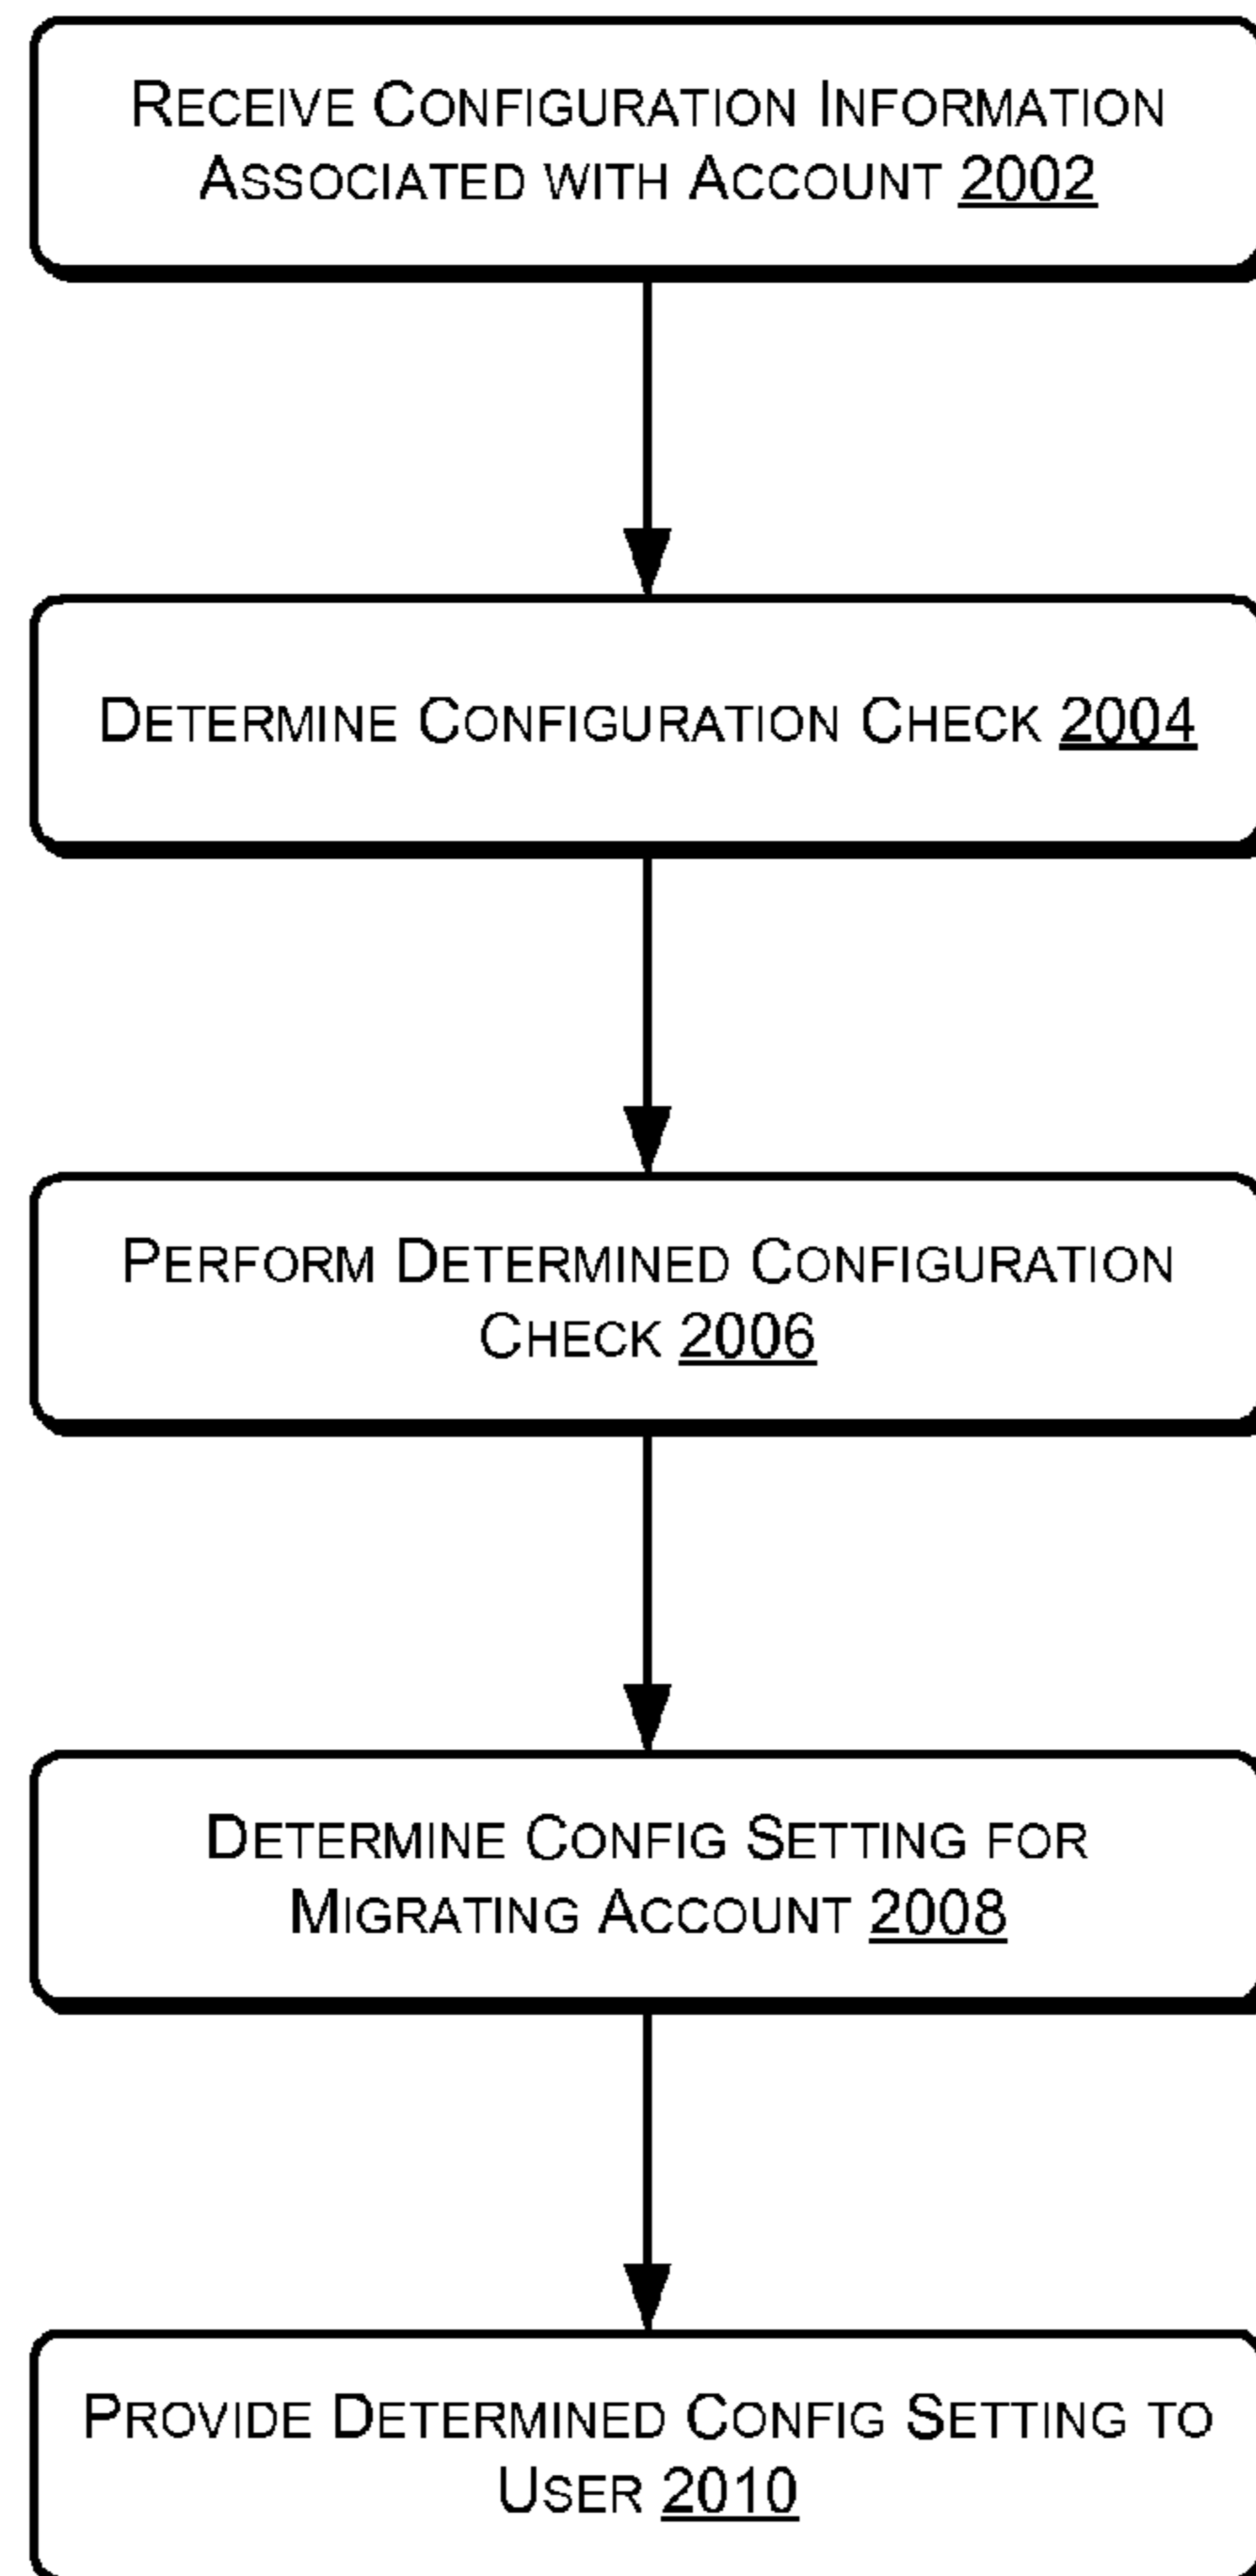 RECEIVE CONFIGURATION INFORMATION
ASSOCIATED WITH ACCOUNT 2002
DETERMINE CONFIGURATION CHECK 2004
PERFORM DETERMINED CONFIGURATION
CHECK 2006
DETERMINE CONFIG SETTING FOR
MIGRATING ACCOUNT 2008
PROVIDE DETERMINED CONFIG SETTING TO
USER 2010